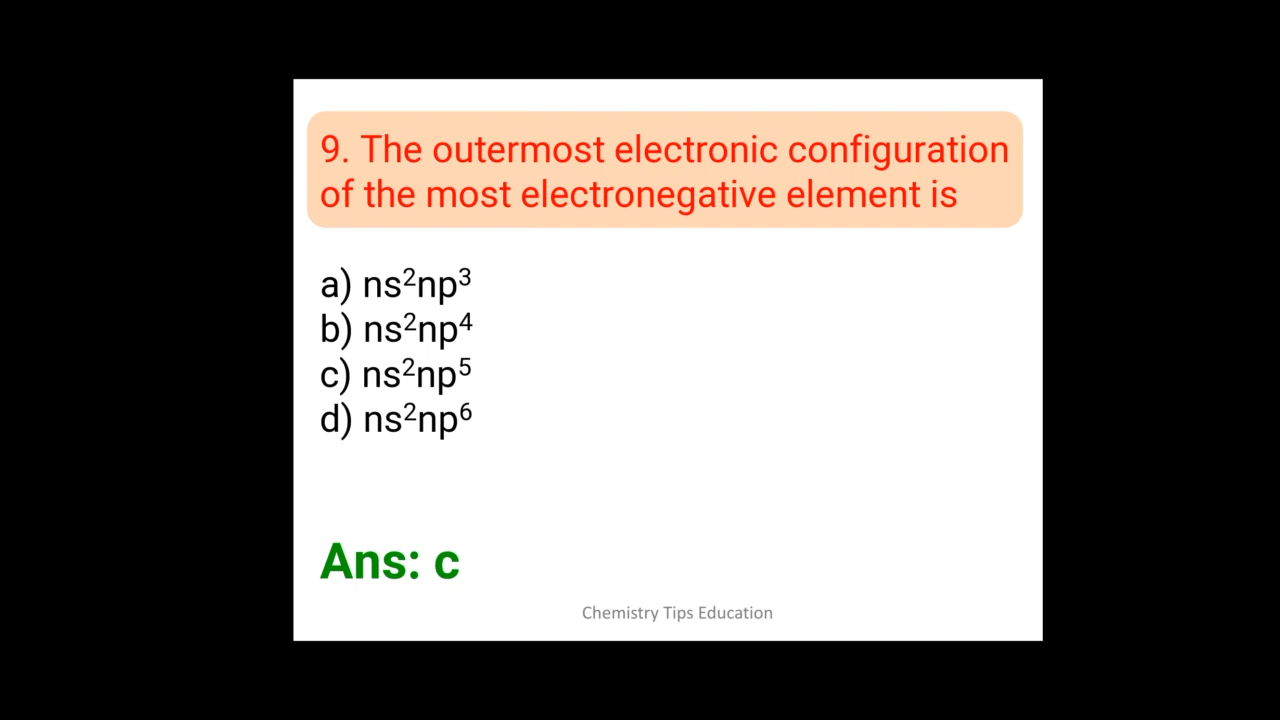 9. The outermost electronic configuration
of the most electronegative element is
a) ns²np³
b) ns²np⁴
c) ns²np⁵
d) ns²np⁶
Ans: c
Chemistry Tips Education